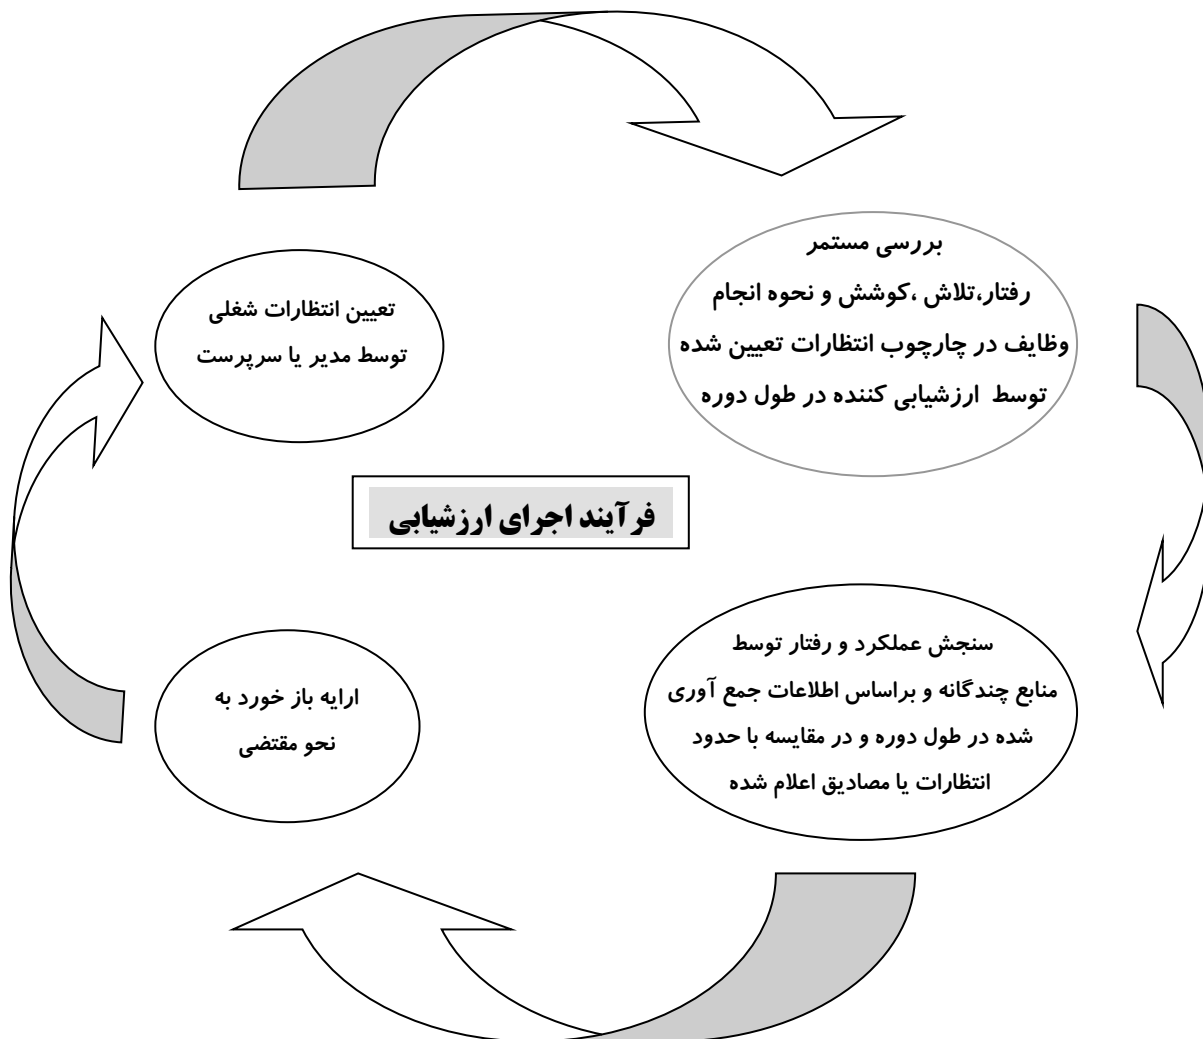 بررسی مستمر
رفتار،تلاش ،کوشش و نحوه انجام
وظایف در چارچوب انتظارات تعیین شده
توسط ارزشیابی کننده در طول دوره
تعیین انتظارات شغلی
توسط مدیر یا سرپرست
فرآیند اجرای ارزشیابی
سنجش عملکرد و رفتار توسط
منابع چندگانه و براساس اطلاعات جمع آوری
شده در طول دوره و در مقایسه با حدود
انتظارات یا مصادیق اعلام شده
ارایه باز خورد به
نحو مقتضی